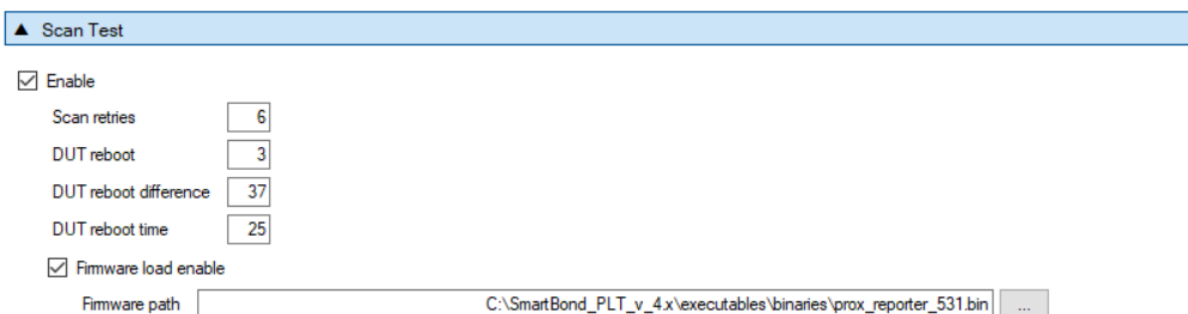 ▲ Scan Test
Enable
Scan retries 6
DUT reboot 3
DUT reboot difference 37
DUT reboot time 25
Firmware load enable
Firmware path C:\SmartBond_PLT_v_4.x\executables\binaries\prox_reporter_531.bin ...